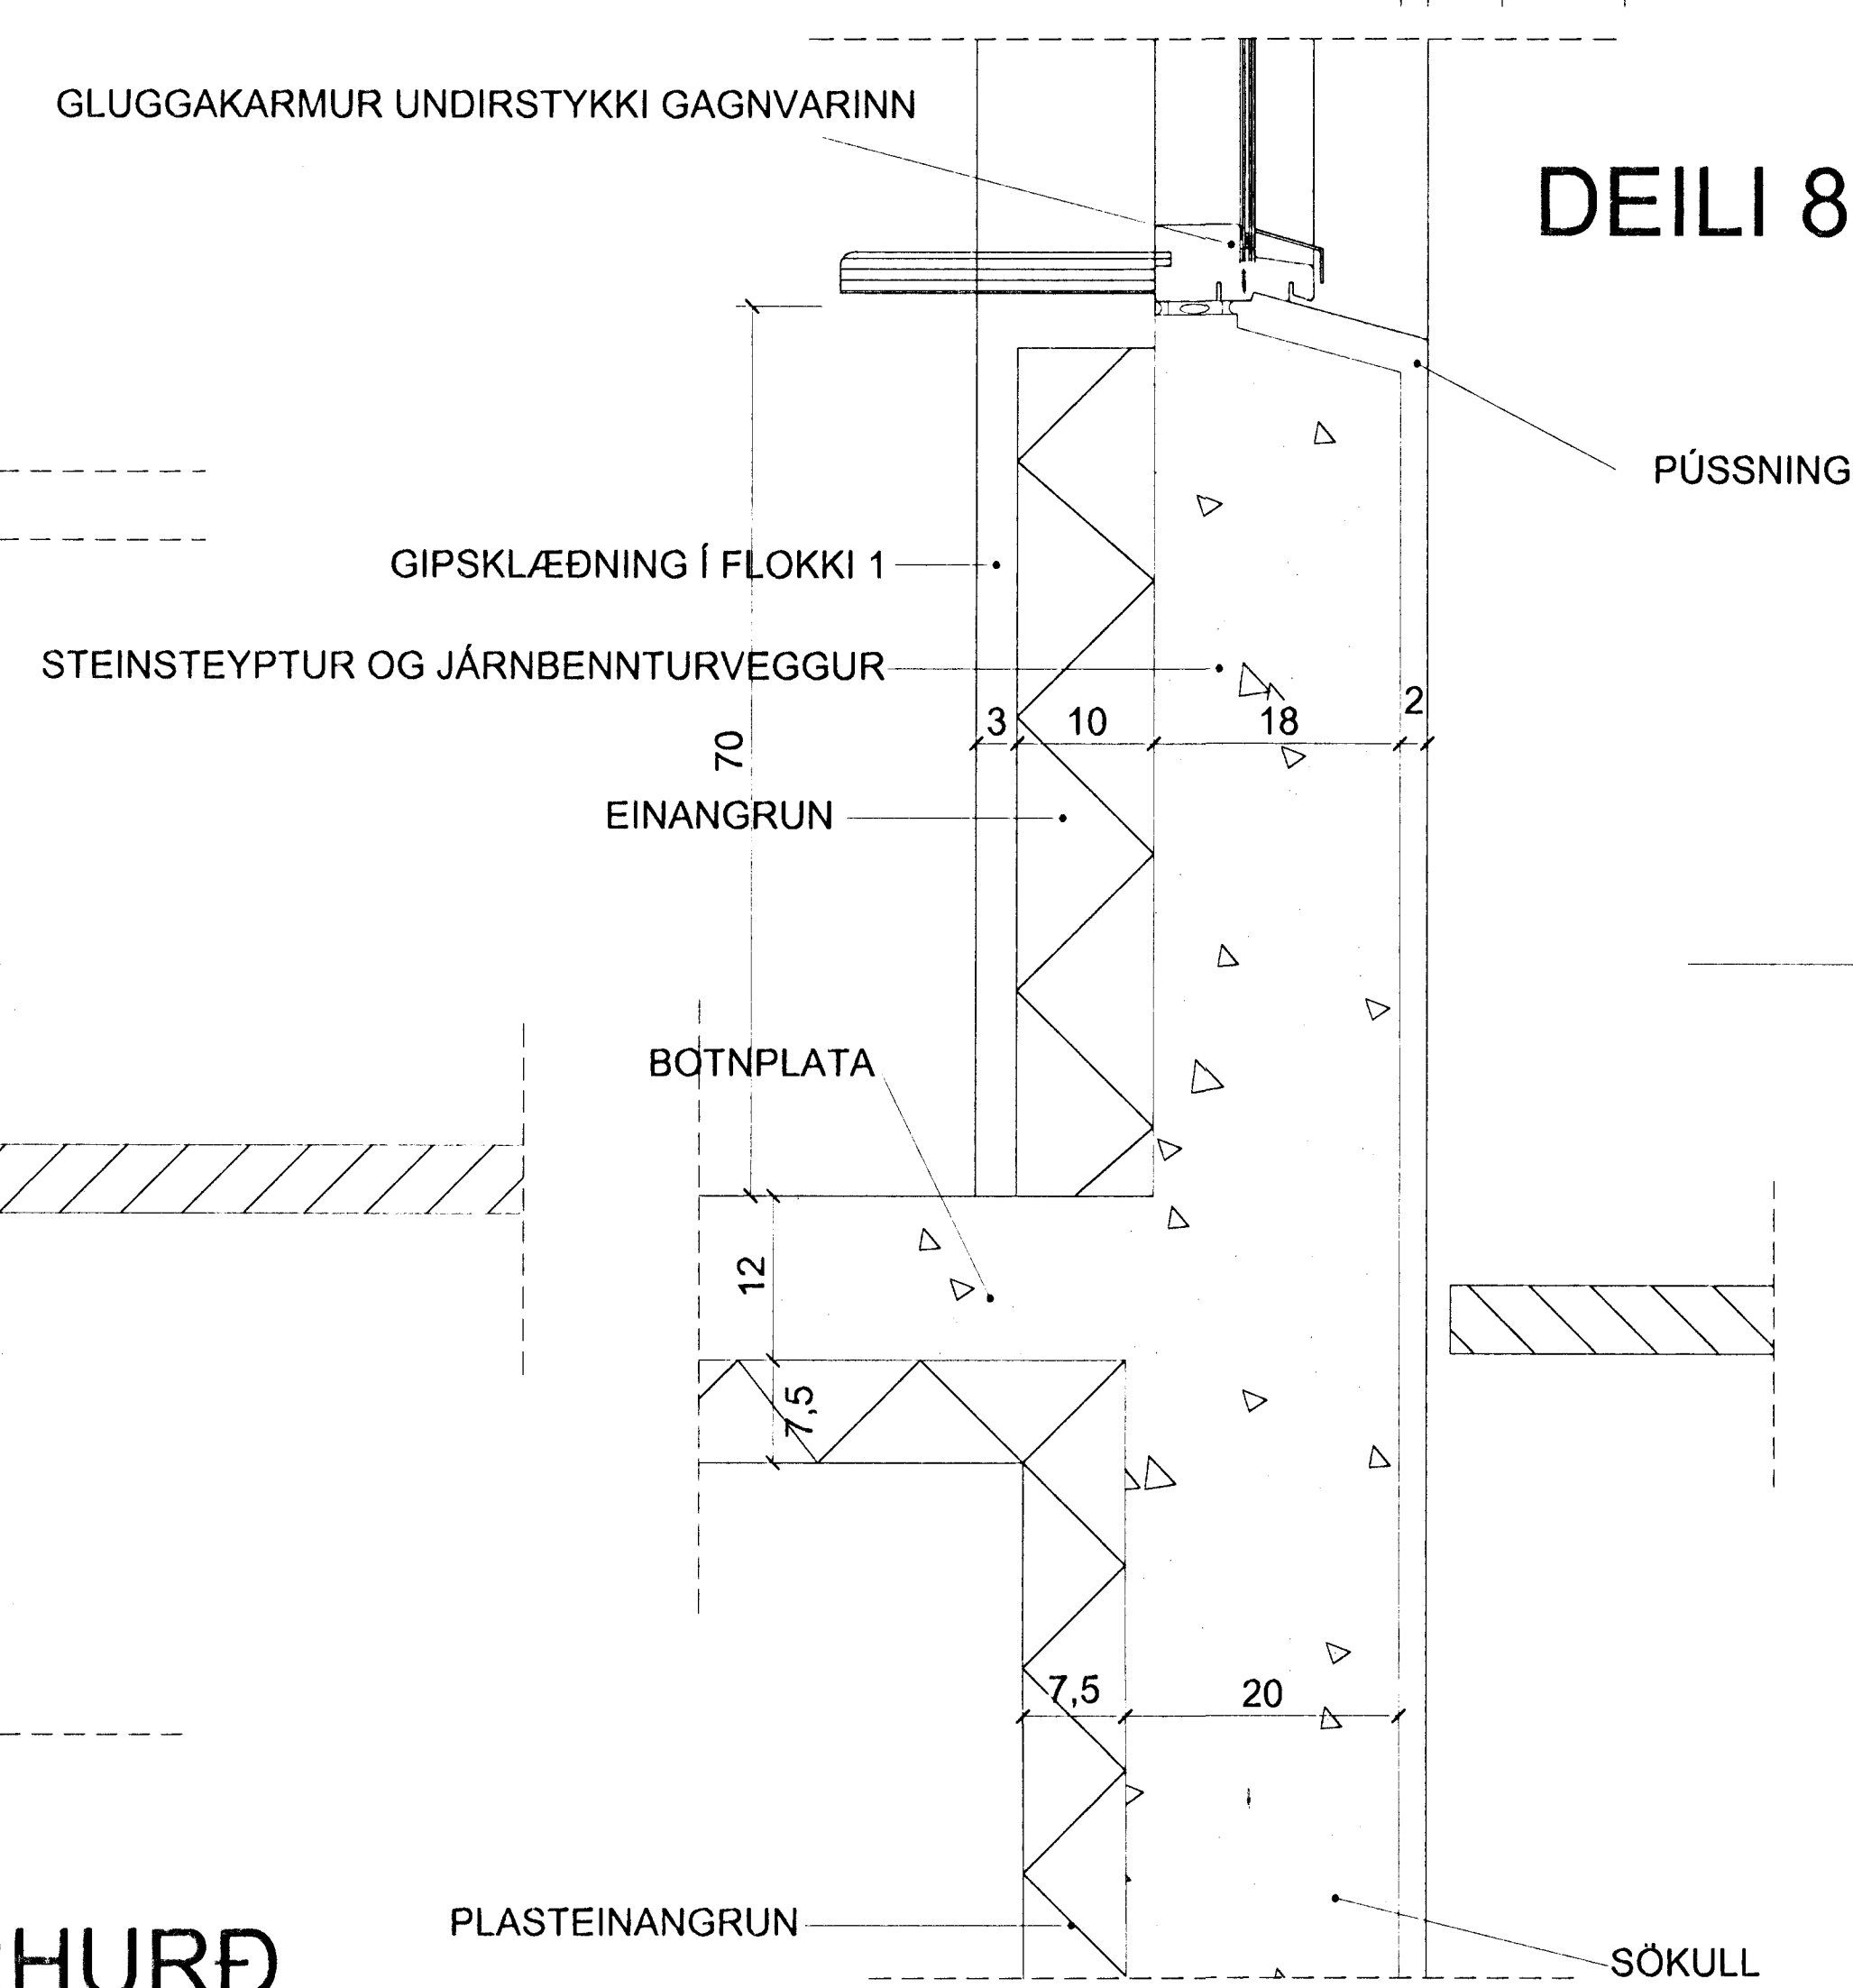 GLUGGAKARMUR UNDIRSTYKKI GAGNVARINN
DEILI 8
PÚSSNING
GIPSKLÆÐNING Í FLOKKI 1
STEINSTEYPTUR OG JÁRNBENNTURVEGGUR
3
10
18
2
70
EINANGRUN
BOTNPLATA
12
7,5
7,5
20
PLASTEINANGRUN
HURÐ
SÖKULL